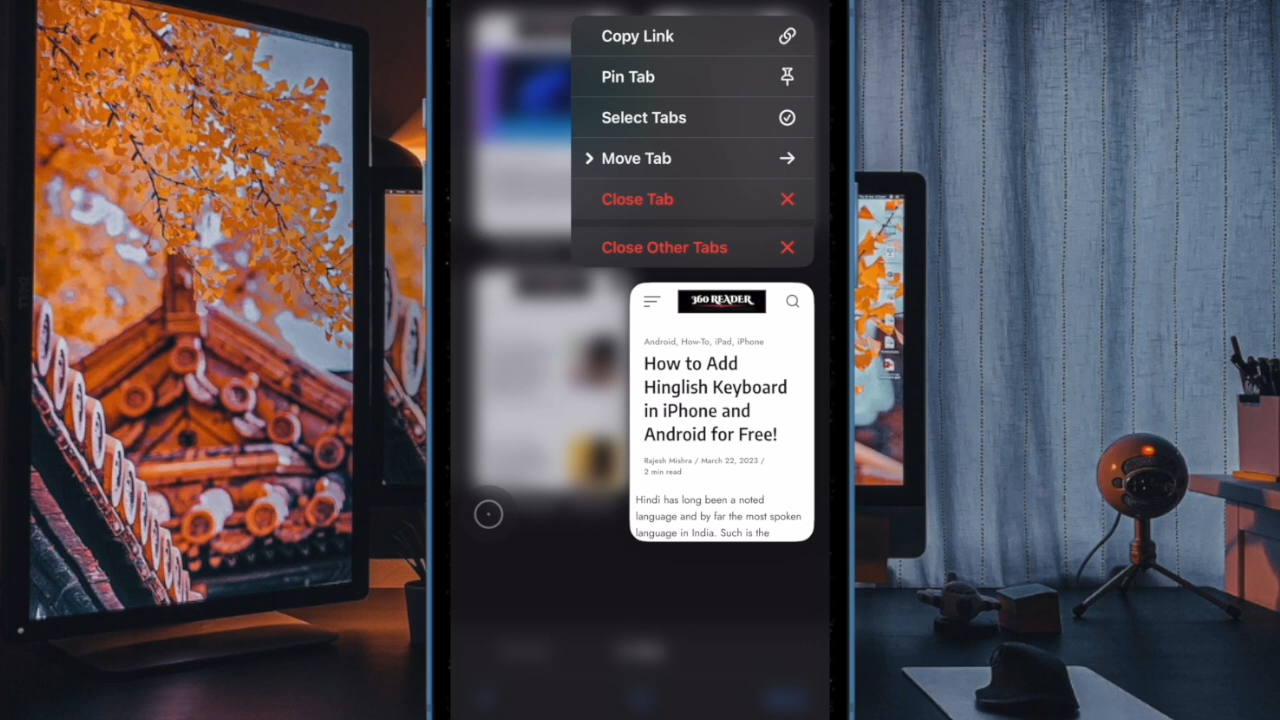 Copy Link
Pin Tab
Select Tabs
Move Tab
Close Tab
Close Other Tabs
360 READER
Android, How-To, iPad, iPhone
How to Add
Hinglish Keyboard
in iPhone and
Android for Free!
Rajesh Mishra / March 22, 2023 /
2 min read
Hindi has long been a noted
language and by far the most spoken
language in India. Such is the